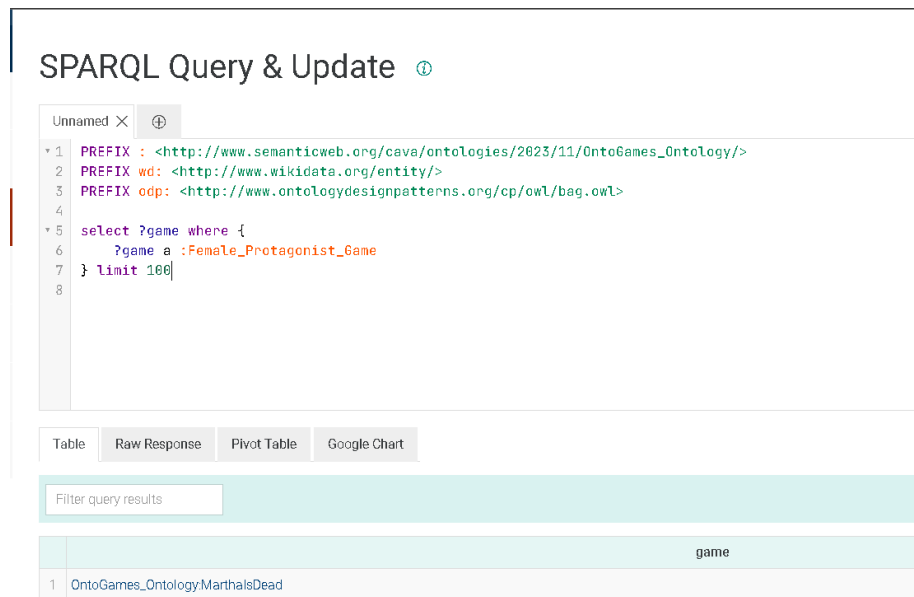 SPARQL Query & Update
Unnamed
1 PREFIX : <http://www.semanticweb.org/cava/ontologies/2023/11/OntoGames_Ontology/>
2 PREFIX wd: <http://www.wikidata.org/entity/>
3 PREFIX odp: <http://www.ontologydesignpatterns.org/cp/owl/bag.owl>
4
5 select ?game where {
6 ?game a :Female_Protagonist_Game
7 } limit 100
8
Table Raw Response Pivot Table Google Chart
Filter query results
game
1 OntoGames_Ontology:MarthaIsDead